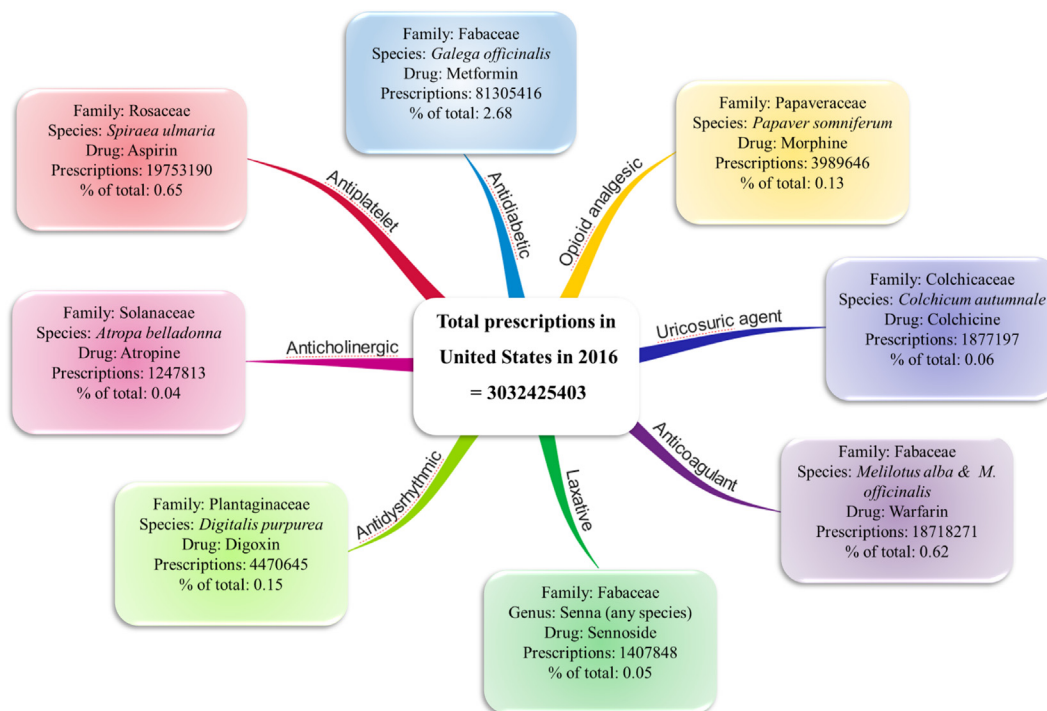 Family: Fabaceae
Species: Galega officinalis
Drug: Metformin
Prescriptions: 81305416
% of total: 2.68
Family: Rosaceae
Species: Spiraea ulmaria
Drug: Aspirin
Prescriptions: 19753190
% of total: 0.65
Family: Papaveraceae
Species: Papaver somniferum
Drug: Morphine
Prescriptions: 3989646
% of total: 0.13
Antiplatelet
Antidiabetic
Opioid analgesic
Family: Solanaceae
Species: Atropa belladonna
Drug: Atropine
Prescriptions: 1247813
% of total: 0.04
Anticholinergic
Total prescriptions in
United States in 2016
= 3032425403
Uricosuric agent
Family: Colchicaceae
Species: Colchicum autumnale
Drug: Colchicine
Prescriptions: 1877197
% of total: 0.06
Antidysrhythmic
Laxative
Anticoagulant
Family: Plantaginaceae
Species: Digitalis purpurea
Drug: Digoxin
Prescriptions: 4470645
% of total: 0.15
Family: Fabaceae
Genus: Senna (any species)
Drug: Sennoside
Prescriptions: 1407848
% of total: 0.05
Family: Fabaceae
Species: Melilotus alba & M.
officinalis
Drug: Warfarin
Prescriptions: 18718271
% of total: 0.62